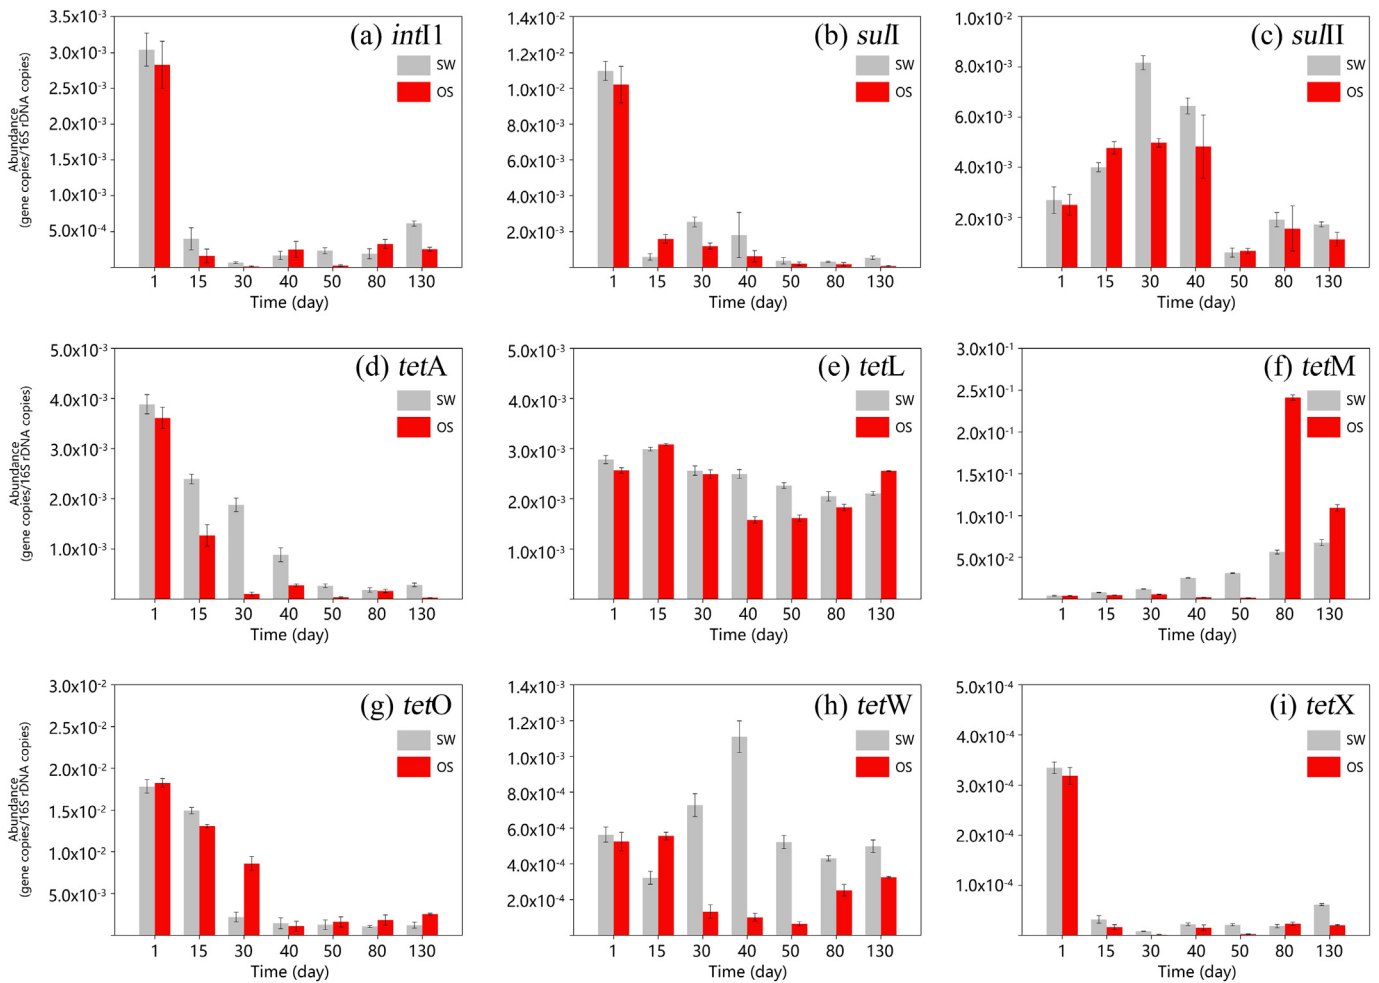 (a) intI1
3.5x10-3
3.0x10-3
2.5x10-3
2.0x10-3
1.5x10-3
1.0x10-3
5.0x10-4
Abundance
(gene copies/16S rDNA copies)
SW
OS
1 15 30 40 50 80 130
Time (day)
(b) sulI
1.4x10-2
1.2x10-2
1.0x10-2
8.0x10-3
6.0x10-3
4.0x10-3
2.0x10-3
SW
OS
1 15 30 40 50 80 130
Time (day)
(c) sulII
1.0x10-2
8.0x10-3
6.0x10-3
4.0x10-3
2.0x10-3
SW
OS
1 15 30 40 50 80 130
Time (day)
(d) tetA
5.0x10-3
4.0x10-3
3.0x10-3
2.0x10-3
1.0x10-3
Abundance
(gene copies/16S rDNA copies)
SW
OS
1 15 30 40 50 80 130
Time (day)
(e) tetL
5.0x10-3
4.0x10-3
3.0x10-3
2.0x10-3
1.0x10-3
SW
OS
1 15 30 40 50 80 130
Time (day)
(f) tetM
3.0x10-1
2.5x10-1
2.0x10-1
1.5x10-1
1.0x10-1
5.0x10-2
SW
OS
1 15 30 40 50 80 130
Time (day)
(g) tetO
3.0x10-2
2.5x10-2
2.0x10-2
1.5x10-2
1.0x10-2
5.0x10-3
Abundance
(gene copies/16S rDNA copies)
SW
OS
1 15 30 40 50 80 130
Time (day)
(h) tetW
1.4x10-3
1.2x10-3
1.0x10-3
8.0x10-4
6.0x10-4
4.0x10-4
2.0x10-4
SW
OS
1 15 30 40 50 80 130
Time (day)
(i) tetX
5.0x10-4
4.0x10-4
3.0x10-4
2.0x10-4
1.0x10-4
SW
OS
1 15 30 40 50 80 130
Time (day)